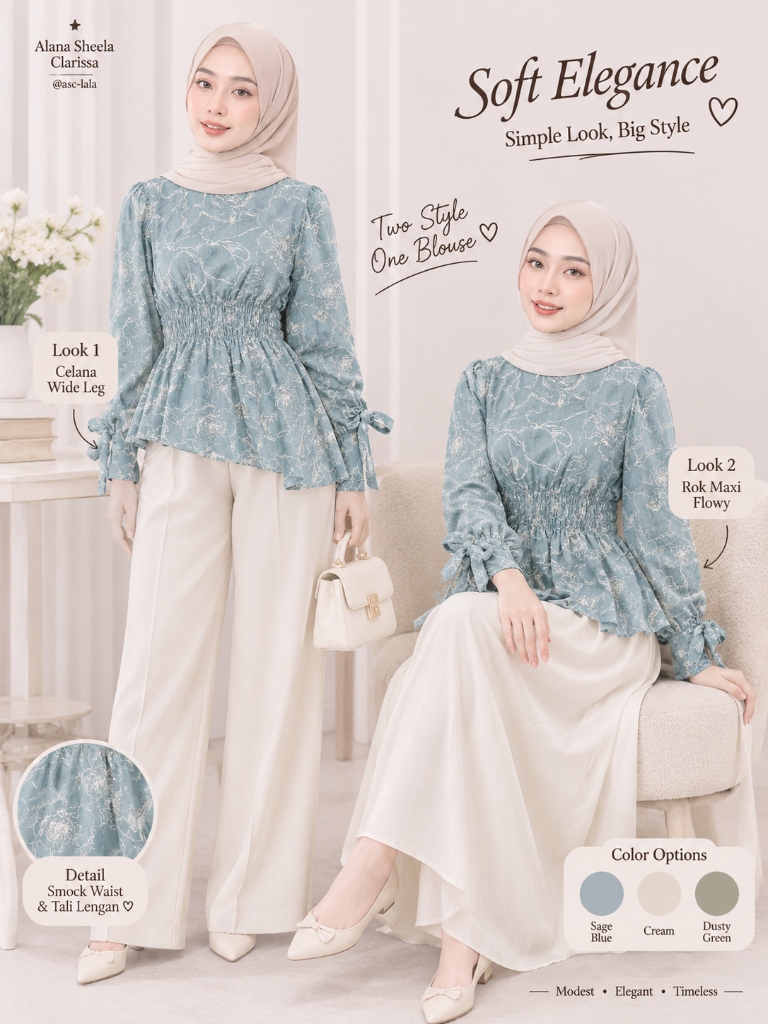 Alana Sheela
Clarissa
@asc-lala
Soft Elegance
Simple Look, Big Style
Two Style
One Blouse
Look 1
Celana
Wide Leg
Look 2
Rok Maxi
Flowy
Detail
Smock Waist
& Tali Lengan ♡
Color Options
Sage
Blue
Cream
Dusty
Green
Modest • Elegant • Timeless